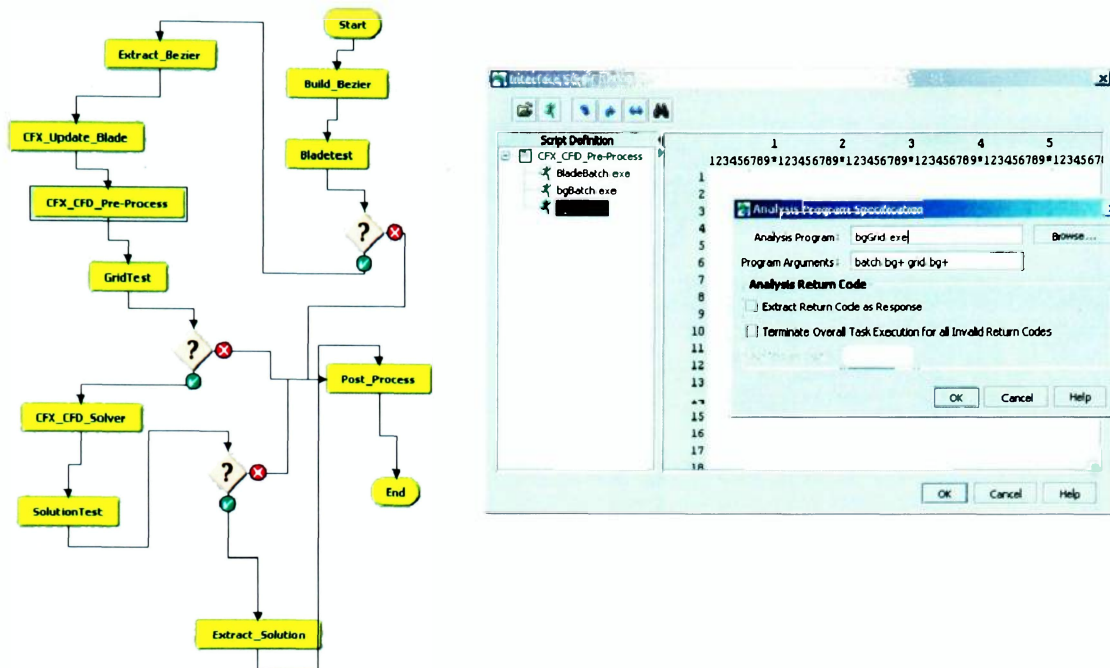 Start
Extract_Bezier
Build_Bezier
CFX_Update_Blade
Bladetest
CFX_CFD_Pre-Process
?
GridTest
?
Post_Process
CFX_CFD_Solver
?
SolutionTest
End
Extract_Solution
Interface Script
Script Definition
CFX_CFD_Pre-Process
BladeBatch exe
bgBatch exe
1 2 3 4 5
123456789*123456789*123456789*123456789*123456789*1234567
1
2
3
4
5
6
7
8
9
10
11
12
13
15
16
17
18
Analysis Program Specification
Analysis Program: bgGrid exe Browse...
Program Arguments: batch bg+ grid bg+
Analysis Return Code
Extract Return Code as Response
Terminate Overall Task Execution for all Invalid Return Codes
OK Cancel Help
OK Cancel Help